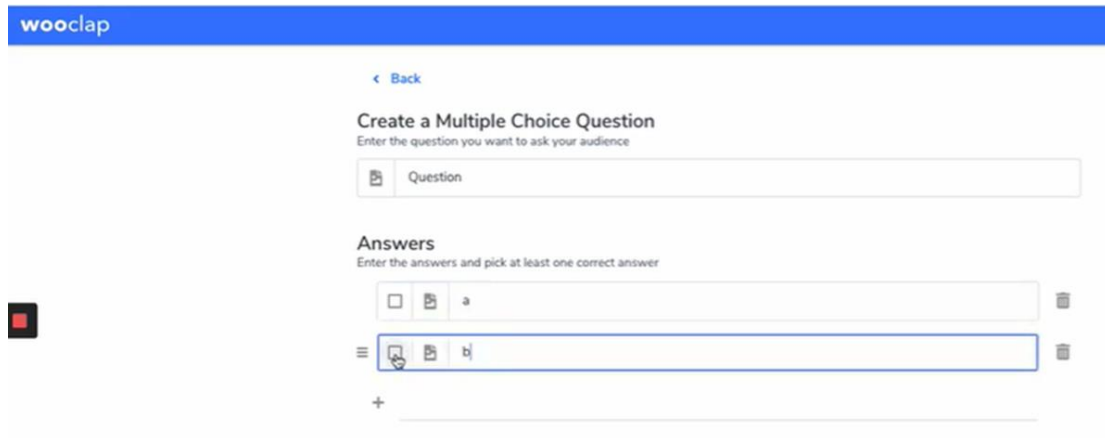 wooclap
Back
Create a Multiple Choice Question
Enter the question you want to ask your audience
Question
Answers
Enter the answers and pick at least one correct answer
a
b